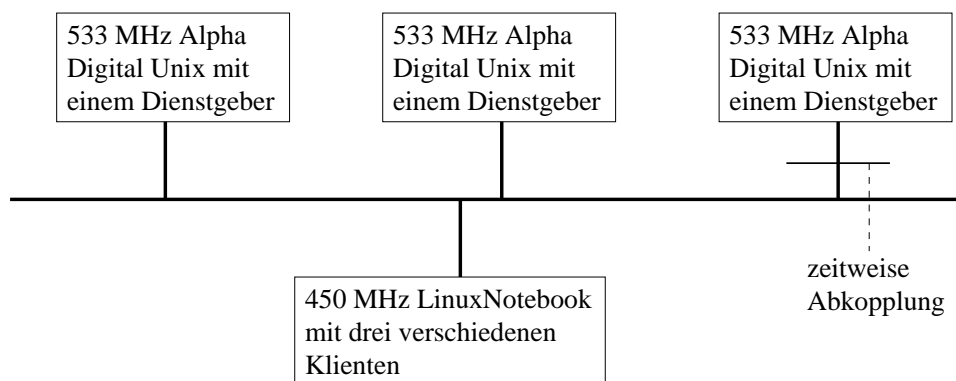 533 MHz Alpha
Digital Unix mit
einem Dienstgeber
533 MHz Alpha
Digital Unix mit
einem Dienstgeber
533 MHz Alpha
Digital Unix mit
einem Dienstgeber
zeitweise
Abkopplung
450 MHz LinuxNotebook
mit drei verschiedenen
Klienten